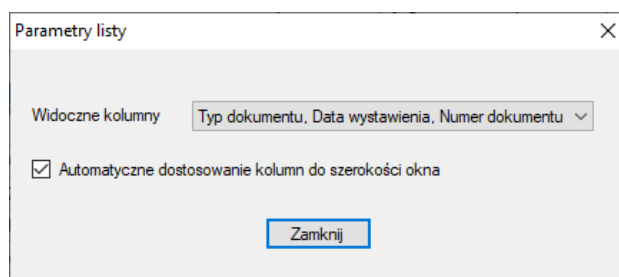 Parametry listy
Widoczne kolumny
Typ dokumentu, Data wystawienia, Numer dokumentu
Automatyczne dostosowanie kolumn do szerokości okna
Zamknij